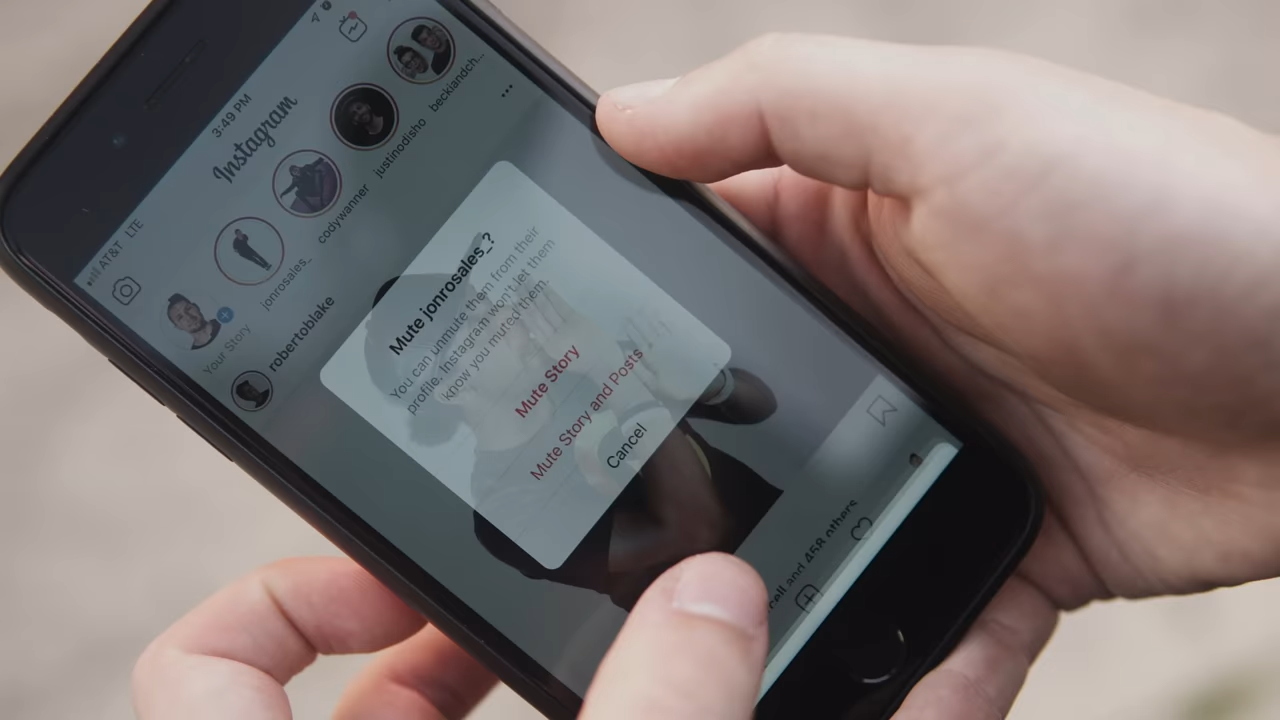 AT&T LTE
3:49 PM
Instagram
Your Story
jonrosales_
codywanner
justinodisho
beckiandch...
robertoblake
Mute jonrosales_?
You can unmute them from their
profile. Instagram won't let them
know you muted them.
Mute Story
Mute Story and Posts
Cancel
and 458 others